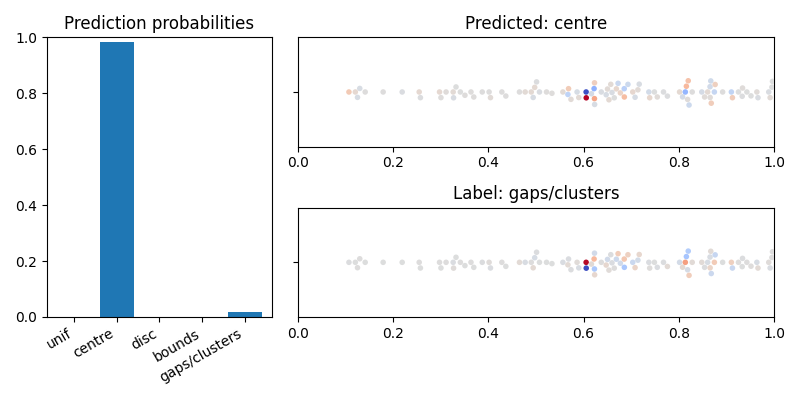 Prediction probabilities
1.0
0.8
0.6
0.4
0.2
0.0
unif
centre
disc
bounds
gaps/clusters
Predicted: centre
0.0 0.2 0.4 0.6 0.8 1.0
Label: gaps/clusters
0.0 0.2 0.4 0.6 0.8 1.0